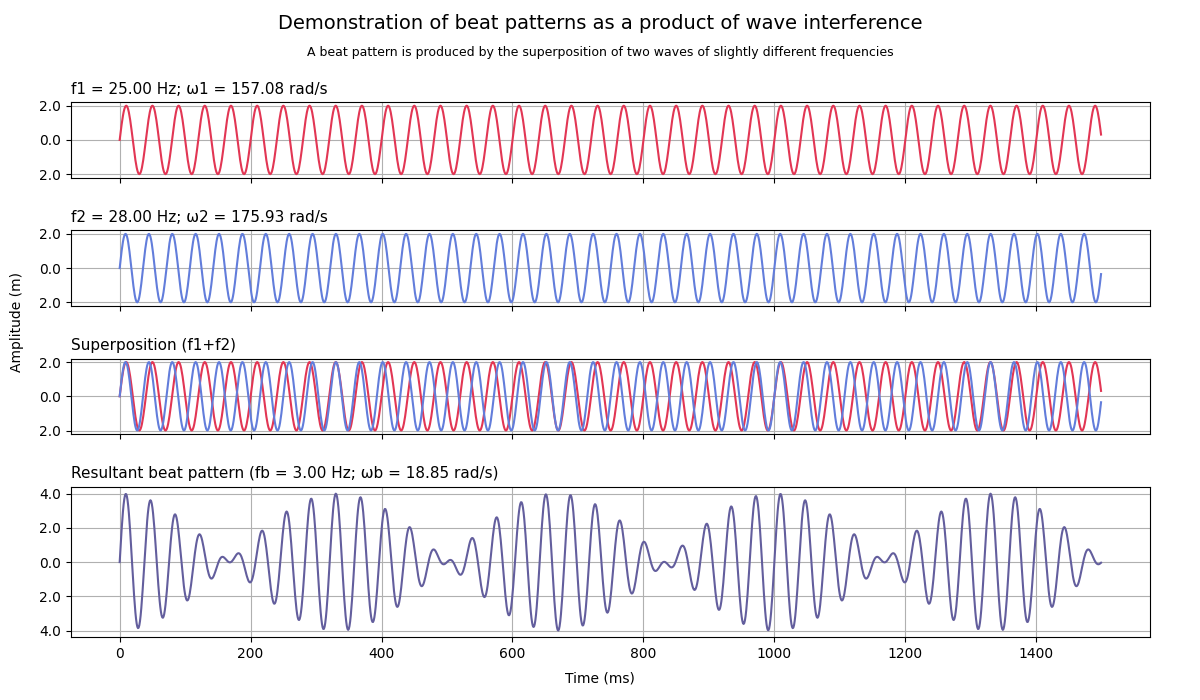 Demonstration of beat patterns as a product of wave interference
A beat pattern is produced by the superposition of two waves of slightly different frequencies
f1 = 25.00 Hz; ω1 = 157.08 rad/s
2.0
0.0
2.0
f2 = 28.00 Hz; ω2 = 175.93 rad/s
2.0
0.0
2.0
Amplitude (m)
Superposition (f1+f2)
2.0
0.0
2.0
Resultant beat pattern (fb = 3.00 Hz; ωb = 18.85 rad/s)
4.0
2.0
0.0
2.0
4.0
0 200 400 600 800 1000 1200 1400
Time (ms)